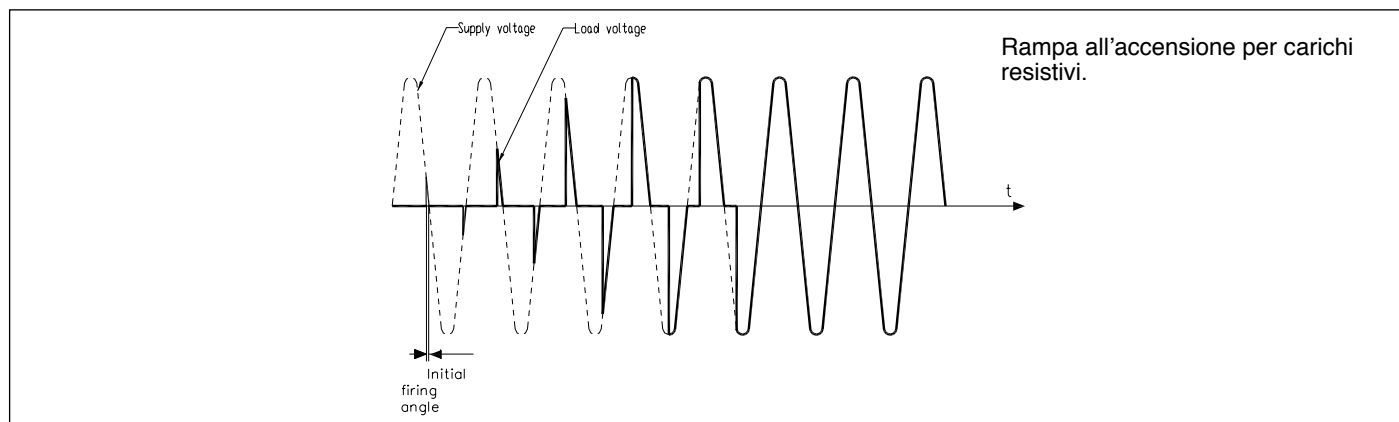 Supply voltage
Load voltage
Rampa all'accensione per carichi
resistivi.
t
Initial
firing
angle